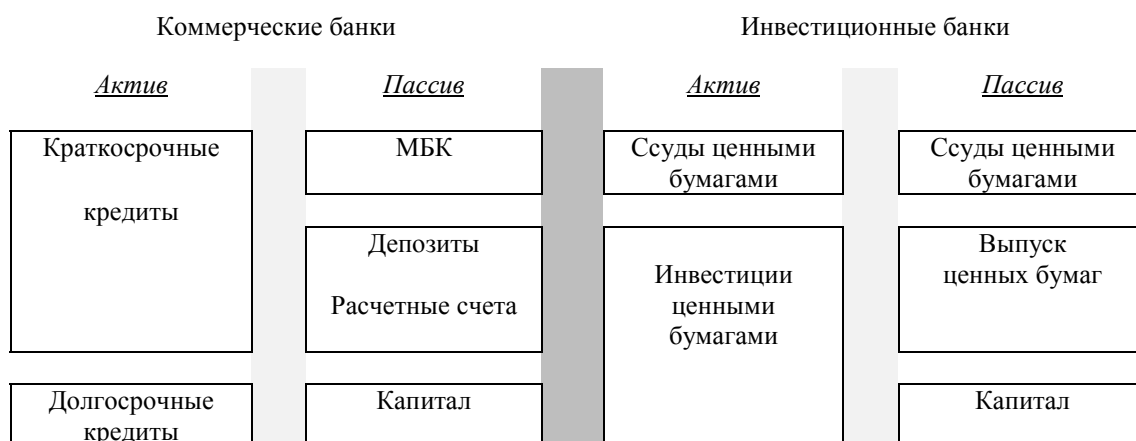 Коммерческие банки
Инвестиционные банки
Актив
Пассив
Актив
Пассив
Краткосрочные
кредиты
МБК
Ссуды ценными
бумагами
Ссуды ценными
бумагами
Депозиты
Расчетные счета
Инвестиции
ценными
бумагами
Выпуск
ценных бумаг
Долгосрочные
кредиты
Капитал
Капитал